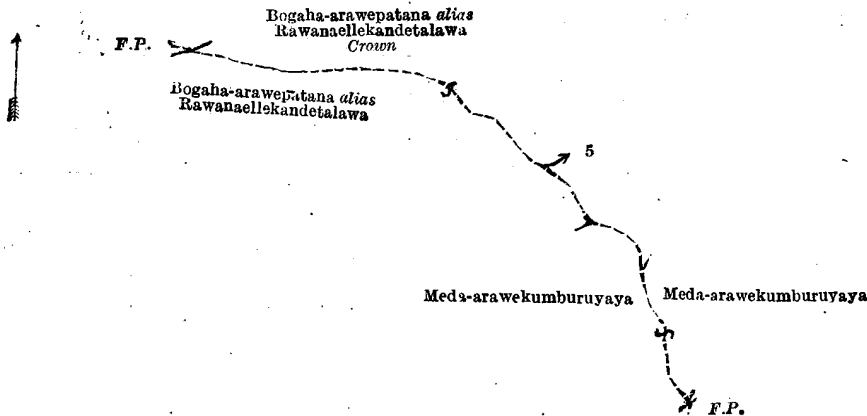 Bogaha-arawepatana alias
Rawanaellekandetalawa
Crown
F.P.
Bogaha-arawepatana alias
Rawanaellekandetalawa
5
Meda-arawekumburuyaya
Meda-arawekumburuyaya
F.P.